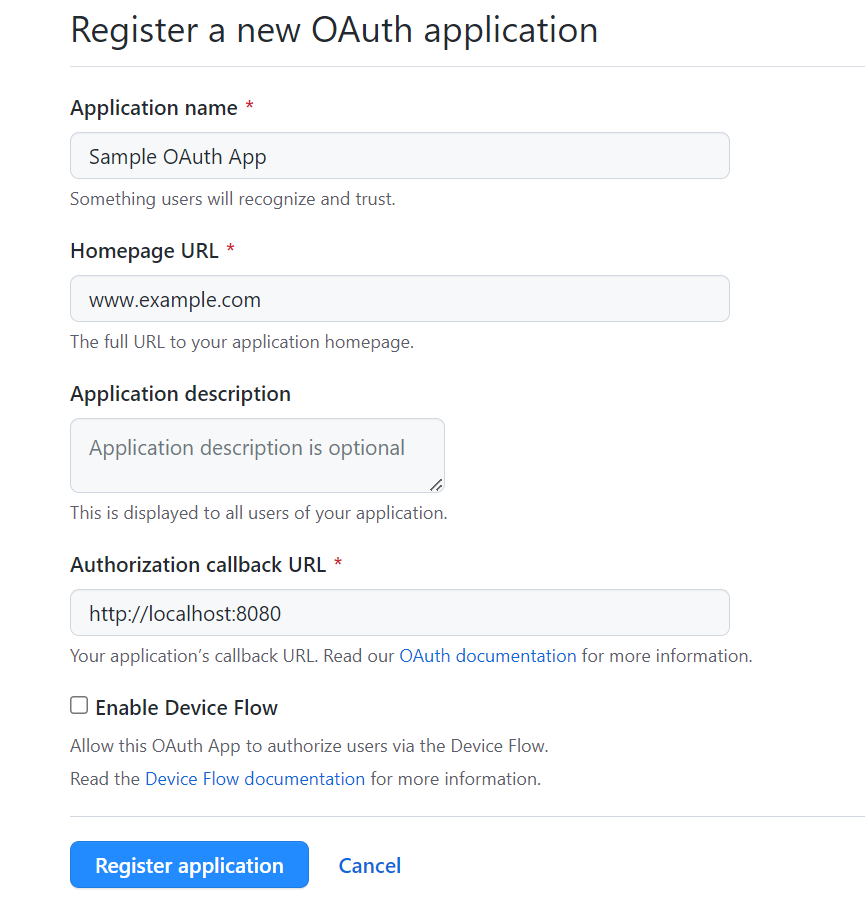 Register a new OAuth application
Application name *
Sample OAuth App
Something users will recognize and trust.
Homepage URL *
www.example.com
The full URL to your application homepage.
Application description
Application description is optional
This is displayed to all users of your application.
Authorization callback URL *
http://localhost:8080
Your application’s callback URL. Read our OAuth documentation for more information.
Enable Device Flow
Allow this OAuth App to authorize users via the Device Flow.
Read the Device Flow documentation for more information.
Register application Cancel